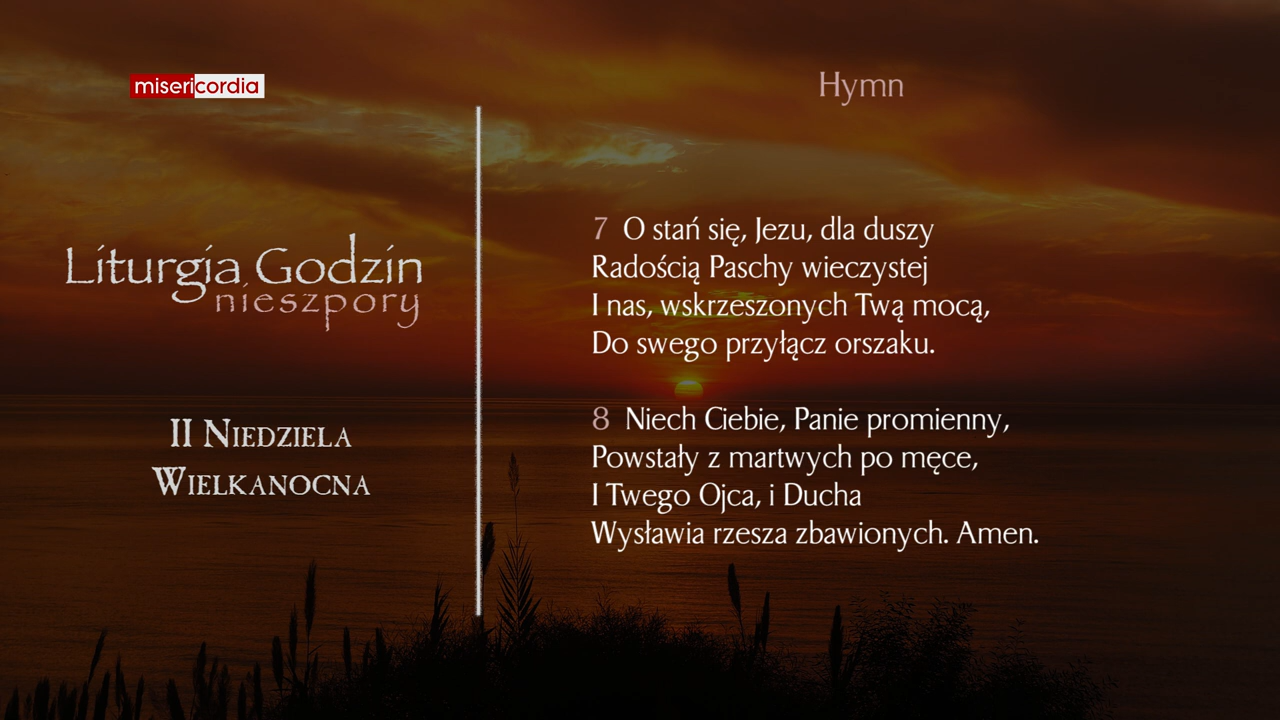 misericordia
Liturgia Godzin
nieszpory
II Niedziela
Wielkanocna
Hymn
7 O stań się, Jezu, dla duszy
Radością Paschy wieczystej
I nas, wskrzeszonych Twą mocą,
Do swego przyłącz orszaku.
8 Niech Ciebie, Panie promienny,
Powstały z martwych po męce,
I Twego Ojca, i Ducha
Wysławia rzesza zbawionych. Amen.